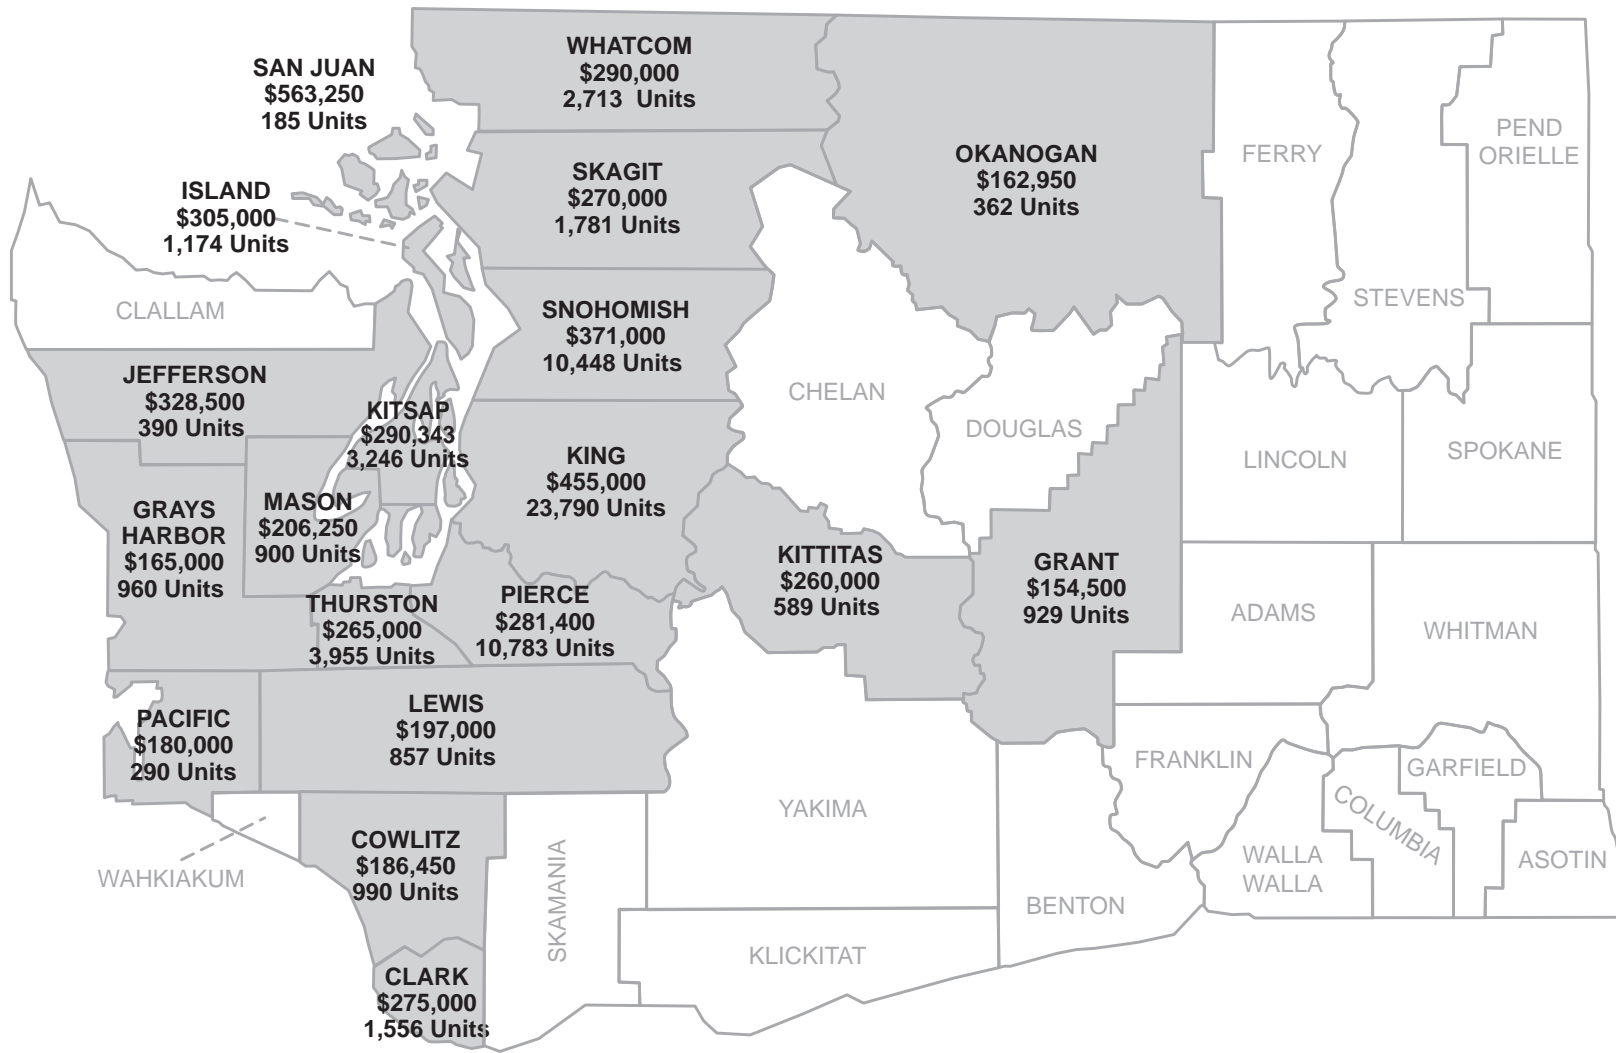 WHATCOM
$290,000
2,713 Units
SAN JUAN
$563,250
185 Units
SKAGIT
$270,000
1,781 Units
OKANOGAN
$162,950
362 Units
FERRY
PEND
ORIELLE
ISLAND
$305,000
1,174 Units
CLALLAM
SNOHOMISH
$371,000
10,448 Units
STEVENS
JEFFERSON
$328,500
390 Units
KITSAP
$290,343
3,246 Units
CHELAN
DOUGLAS
KING
$455,000
23,790 Units
LINCOLN
SPOKANE
GRAYS
HARBOR
$165,000
960 Units
MASON
$206,250
900 Units
KITTITAS
$260,000
589 Units
GRANT
$154,500
929 Units
THURSTON
$265,000
3,955 Units
PIERCE
$281,400
10,783 Units
ADAMS
WHITMAN
PACIFIC
$180,000
290 Units
LEWIS
$197,000
857 Units
FRANKLIN
GARFIELD
YAKIMA
COLUMBIA
COWLITZ
$186,450
990 Units
WAHKIAKUM
SKAMANIA
WALLA
WALLA
ASOTIN
BENTON
KLICKITAT
CLARK
$275,000
1,556 Units